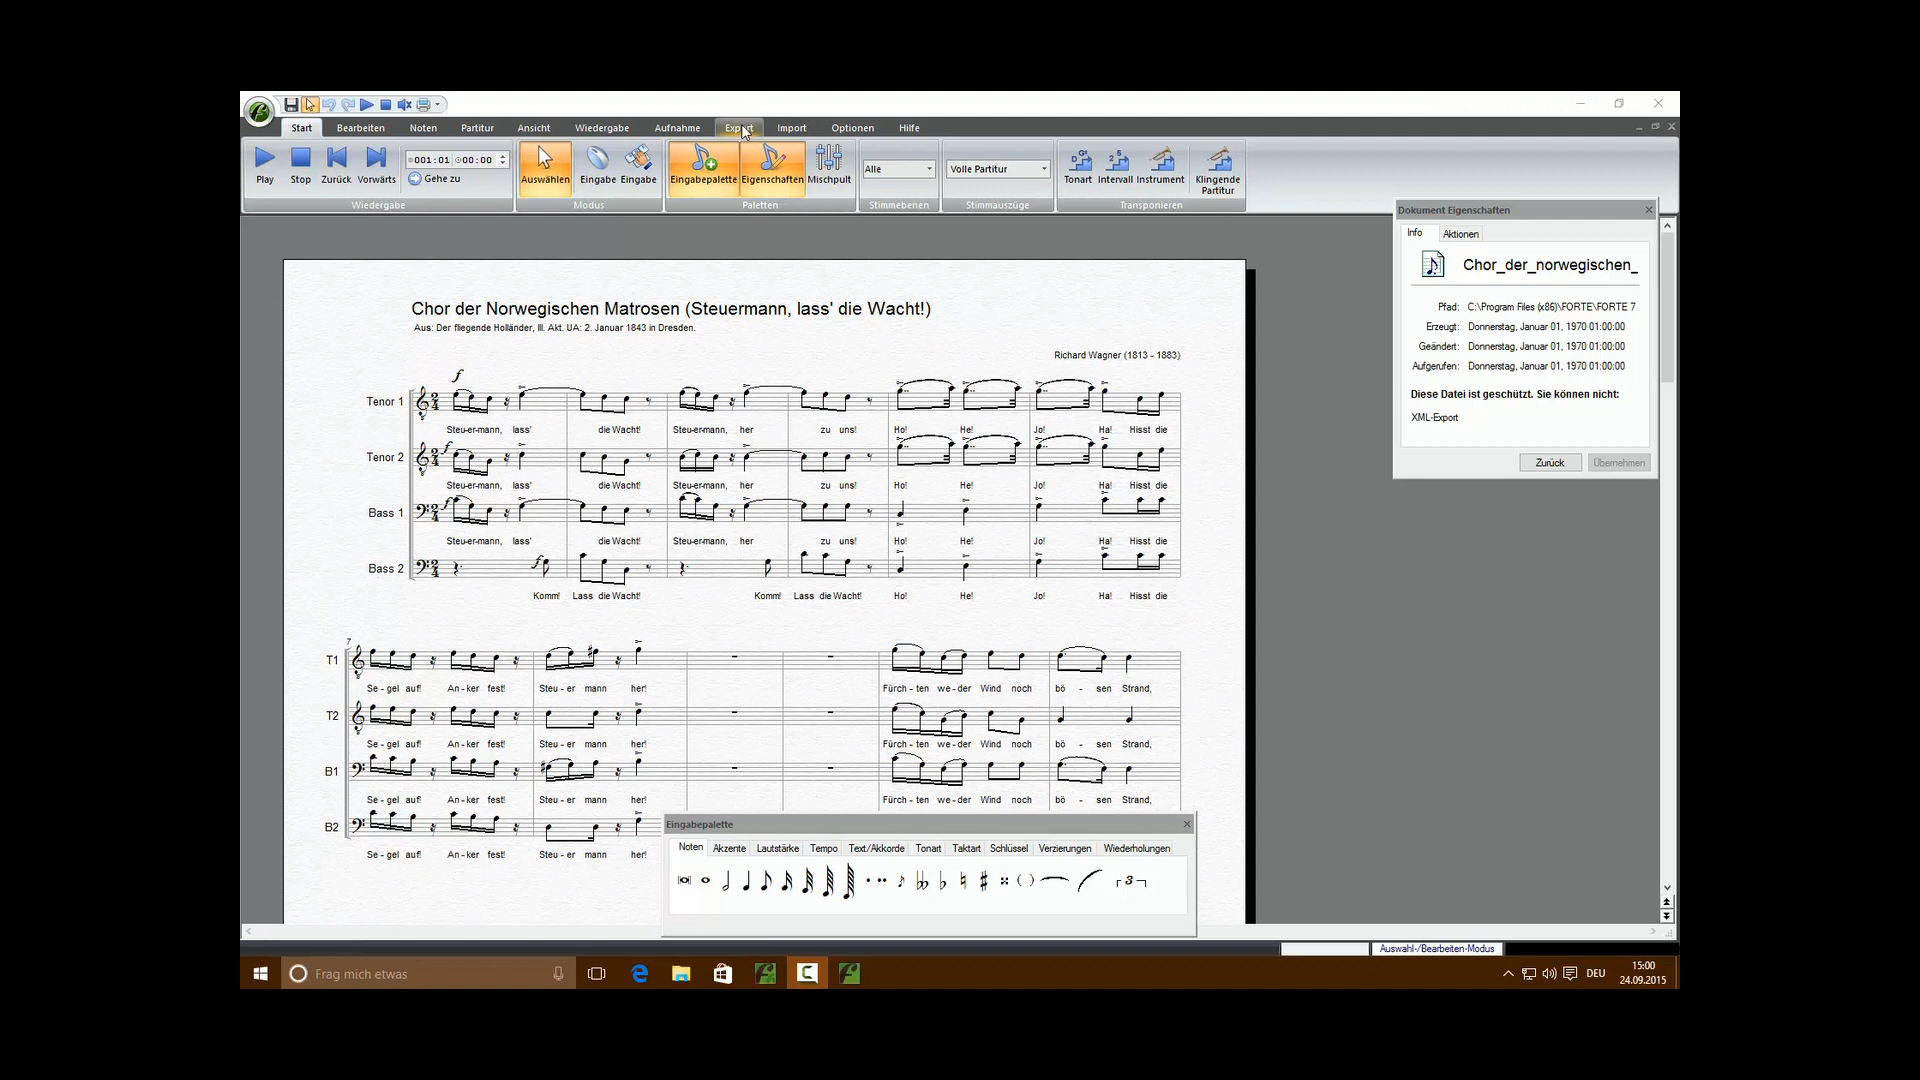 Start Bearbeiten Noten Partitur Ansicht Wiedergabe Aufnahme Export Import Optionen Hilfe
Play Stop Zurück Vorwärts
001:01 00:00
Gehe zu
Auswählen Eingabe Eingabe
Eingabepalette Eigenschaften Mischpult
Alle
Volle Partitur
Tonart Intervall Instrument Klingende Partitur
Wiedergabe Modus Paletten Stimmebenen Stimmauszüge Transponieren
Dokument Eigenschaften
Info Aktionen
Chor_der_norwegischen_
Pfad: C:\Program Files (x86)\FORTE\FORTE 7
Erzeugt: Donnerstag, Januar 01, 1970 01:00:00
Geändert: Donnerstag, Januar 01, 1970 01:00:00
Aufgerufen: Donnerstag, Januar 01, 1970 01:00:00
Diese Datei ist geschützt. Sie können nicht:
XML-Export
Zurück Übernehmen
Chor der Norwegischen Matrosen (Steuermann, lass' die Wacht!)
Aus: Der fliegende Holländer, III. Akt. UA: 2. Januar 1843 in Dresden.
Richard Wagner (1813 - 1883)
f
Tenor 1
Steu-er-mann, lass' die Wacht! Steu-er-mann, her zu uns! Ho! He! Jo! Ha! Hisst die
f
Tenor 2
Steu-er-mann, lass' die Wacht! Steu-er-mann, her zu uns! Ho! He! Jo! Ha! Hisst die
f
Bass 1
Steu-er-mann, lass' die Wacht! Steu-er-mann, her zu uns! Ho! He! Jo! Ha! Hisst die
Bass 2
f
Komm! Lass die Wacht! Komm! Lass die Wacht! Ho! He! Jo! Ha! Hisst die
7
T1
Se - gel auf! An - ker fest! Steu - er mann her! Fürch - ten we - der Wind noch bö - sen Strand,
T2
Se - gel auf! An - ker fest! Steu - er mann her! Fürch - ten we - der Wind noch bö - sen Strand,
B1
Se - gel auf! An - ker fest! Steu - er mann her! Fürch - ten we - der Wind noch bö - sen Strand,
B2
Se - gel auf! An - ker fest! Steu - er mann her!
Eingabepalette
Noten Akzente Lautstärke Tempo Text/Akkorde Tonart Taktart Schlüssel Verzierungen Wiederholungen
3
Auswahl-/Bearbeiten-Modus
Frag mich etwas
DEU
15:00
24.09.2015